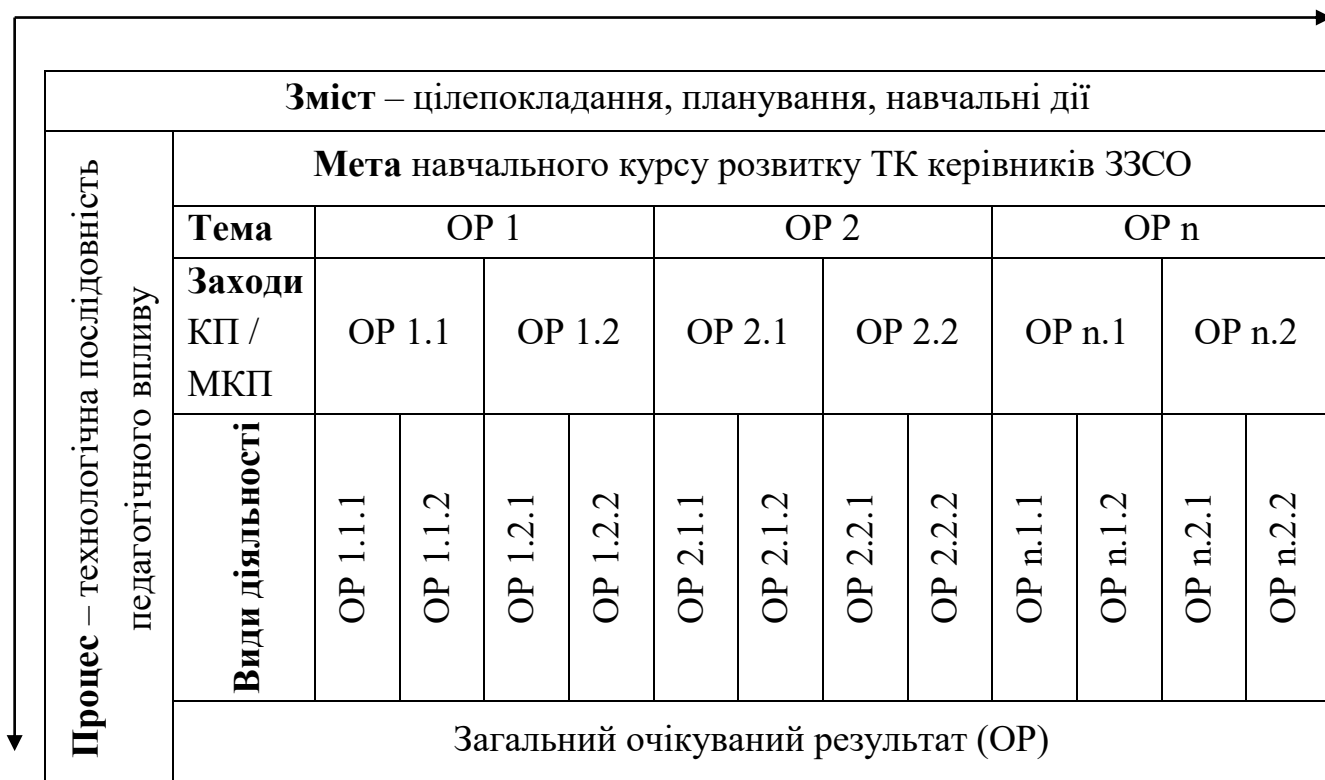 Зміст – цілепокладання, планування, навчальні дії
Процес – технологічна послідовність
педагогічного впливу
Мета навчального курсу розвитку ТК керівників ЗЗСО
Тема
ОР 1
ОР 2
ОР n
Заходи
КП /
МКП
ОР 1.1
ОР 1.2
ОР 2.1
ОР 2.2
ОР n.1
ОР n.2
Види діяльності
ОР 1.1.1
ОР 1.1.2
ОР 1.2.1
ОР 1.2.2
ОР 2.1.1
ОР 2.1.2
ОР 2.2.1
ОР 2.2.2
ОР n.1.1
ОР n.1.2
ОР n.2.1
ОР n.2.2
Загальний очікуваний результат (ОР)